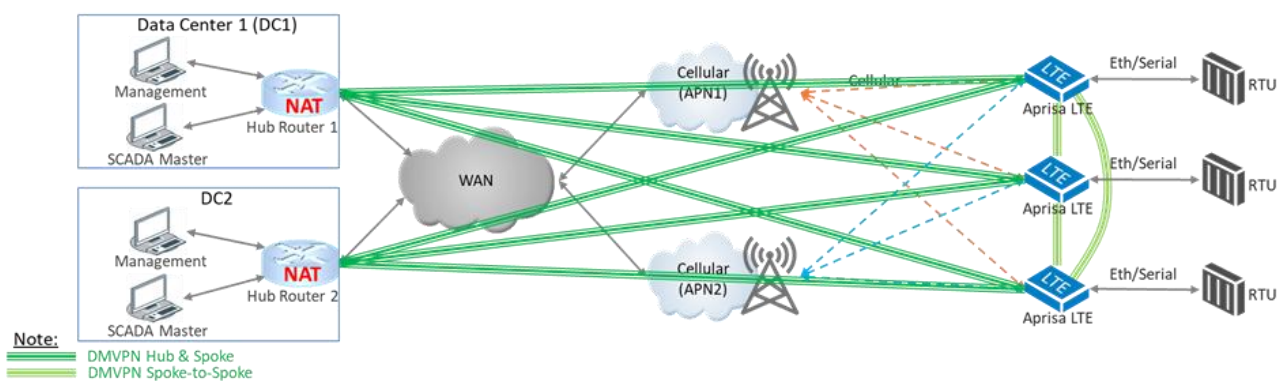 Data Center 1 (DC1)
Management
NAT
Hub Router 1
SCADA Master
DC2
Management
NAT
Hub Router 2
SCADA Master
WAN
Cellular
(APN1)
Cellular
Cellular
(APN2)
LTE
Aprisa LTE
Eth/Serial
RTU
LTE
Aprisa LTE
Eth/Serial
RTU
LTE
Aprisa LTE
Eth/Serial
RTU
Note:
DMVPN Hub & Spoke
DMVPN Spoke-to-Spoke